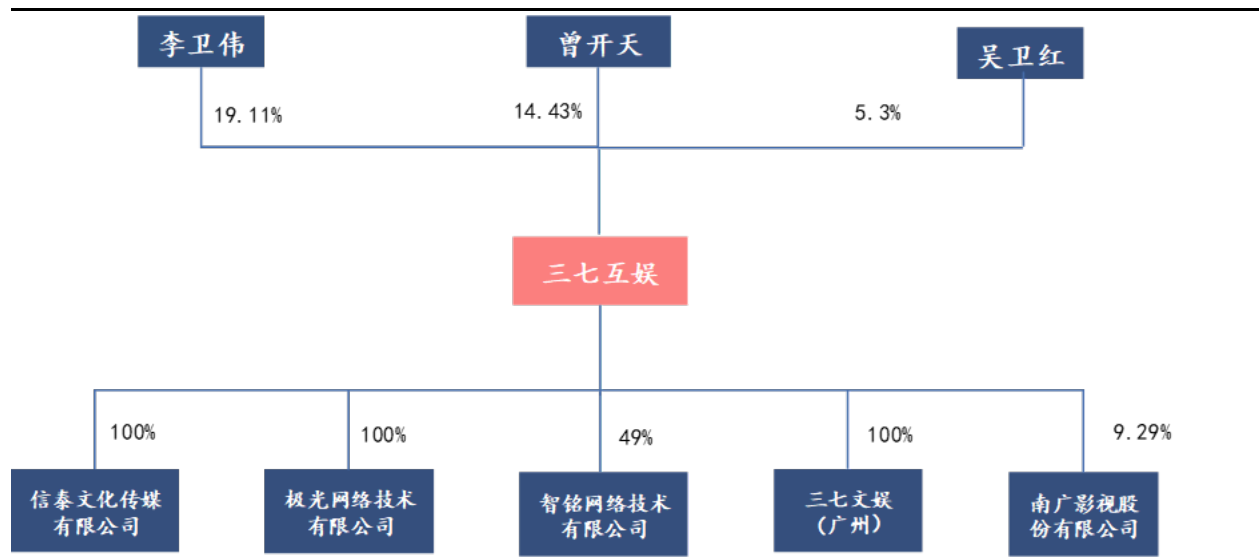 李卫伟
曾开天
吴卫红
19.11%
14.43%
5.3%
三七互娱
100%
100%
49%
100%
9.29%
信泰文化传媒
有限公司
极光网络技术
有限公司
智铭网络技术
有限公司
三七文娱
（广州）
南广影视股
份有限公司